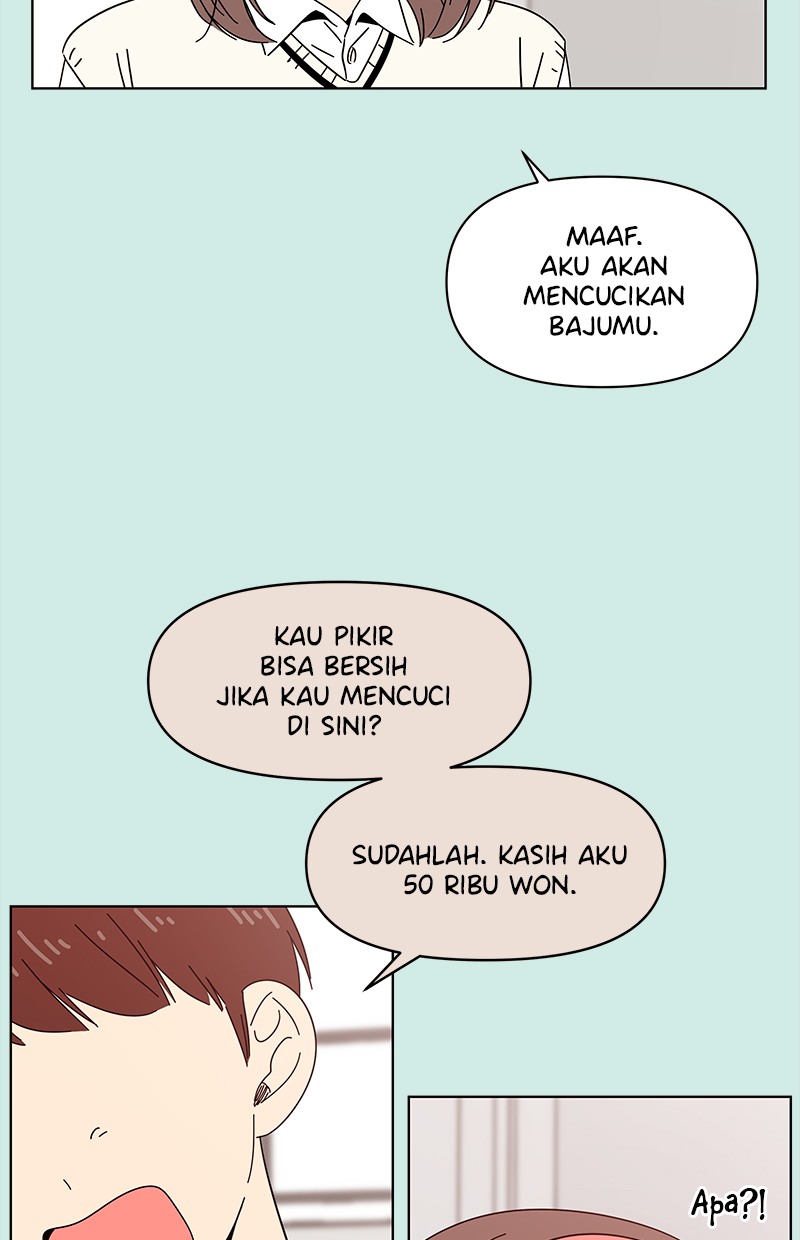 MAAF.
AKU AKAN
MENCUCIKAN
BAJUMU.
KAU PIKIR
BISA BERSIH
JIKA KAU MENCUCI
DI SINI?
SUDAHLAH. KASIH AKU
50 RIBU WON.
Apa?!